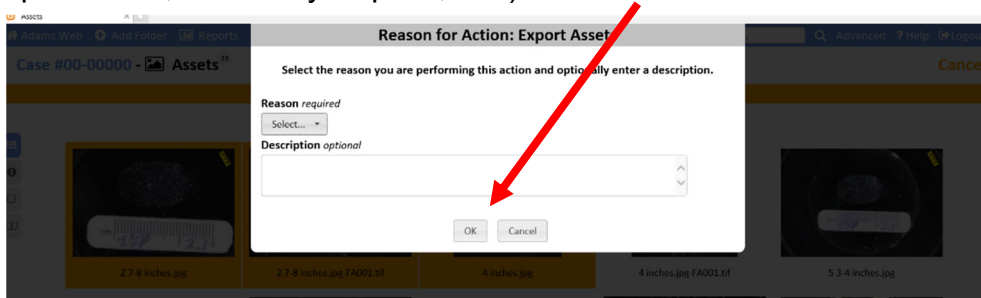 Assets
Adams Web Add Folder Reports
Reason for Action: Export Asset
Advanced ? Help Logou
Case #00-00000 - Assets
Cance
Select the reason you are performing this action and optionally enter a description.
Reason required
Select...
Description optional
OK Cancel
2 7-8 inches.jpg
2 7-8 inches.jpg-FA001.tif
4 inches.jpg
4 inches.jpg-FA001.tif
5 3-4 inches.jpg